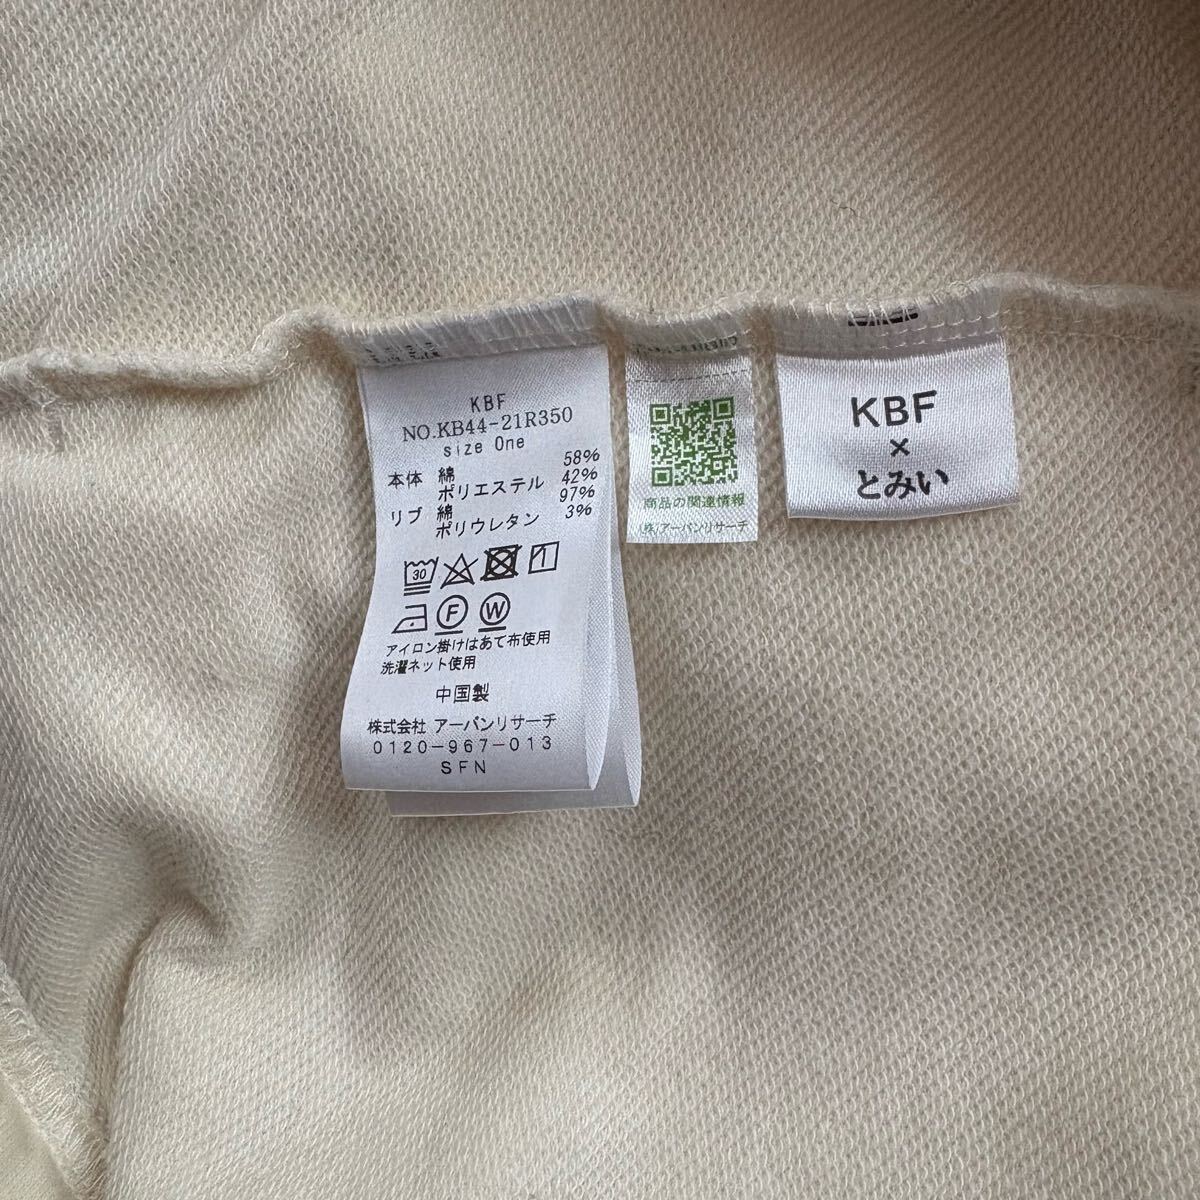 KBF
NO.KB44-21R350
size One
本体 綿 58%
ポリエステル 42%
リブ 綿 97%
ポリウレタン 3%
30
F W
アイロン掛けはあて布使用
洗濯ネット使用
中国製
株式会社 アーバンリサーチ
0120-967-013
SFN
商品の関連情報
(株)アーバンリサーチ
KBF
×
とみい